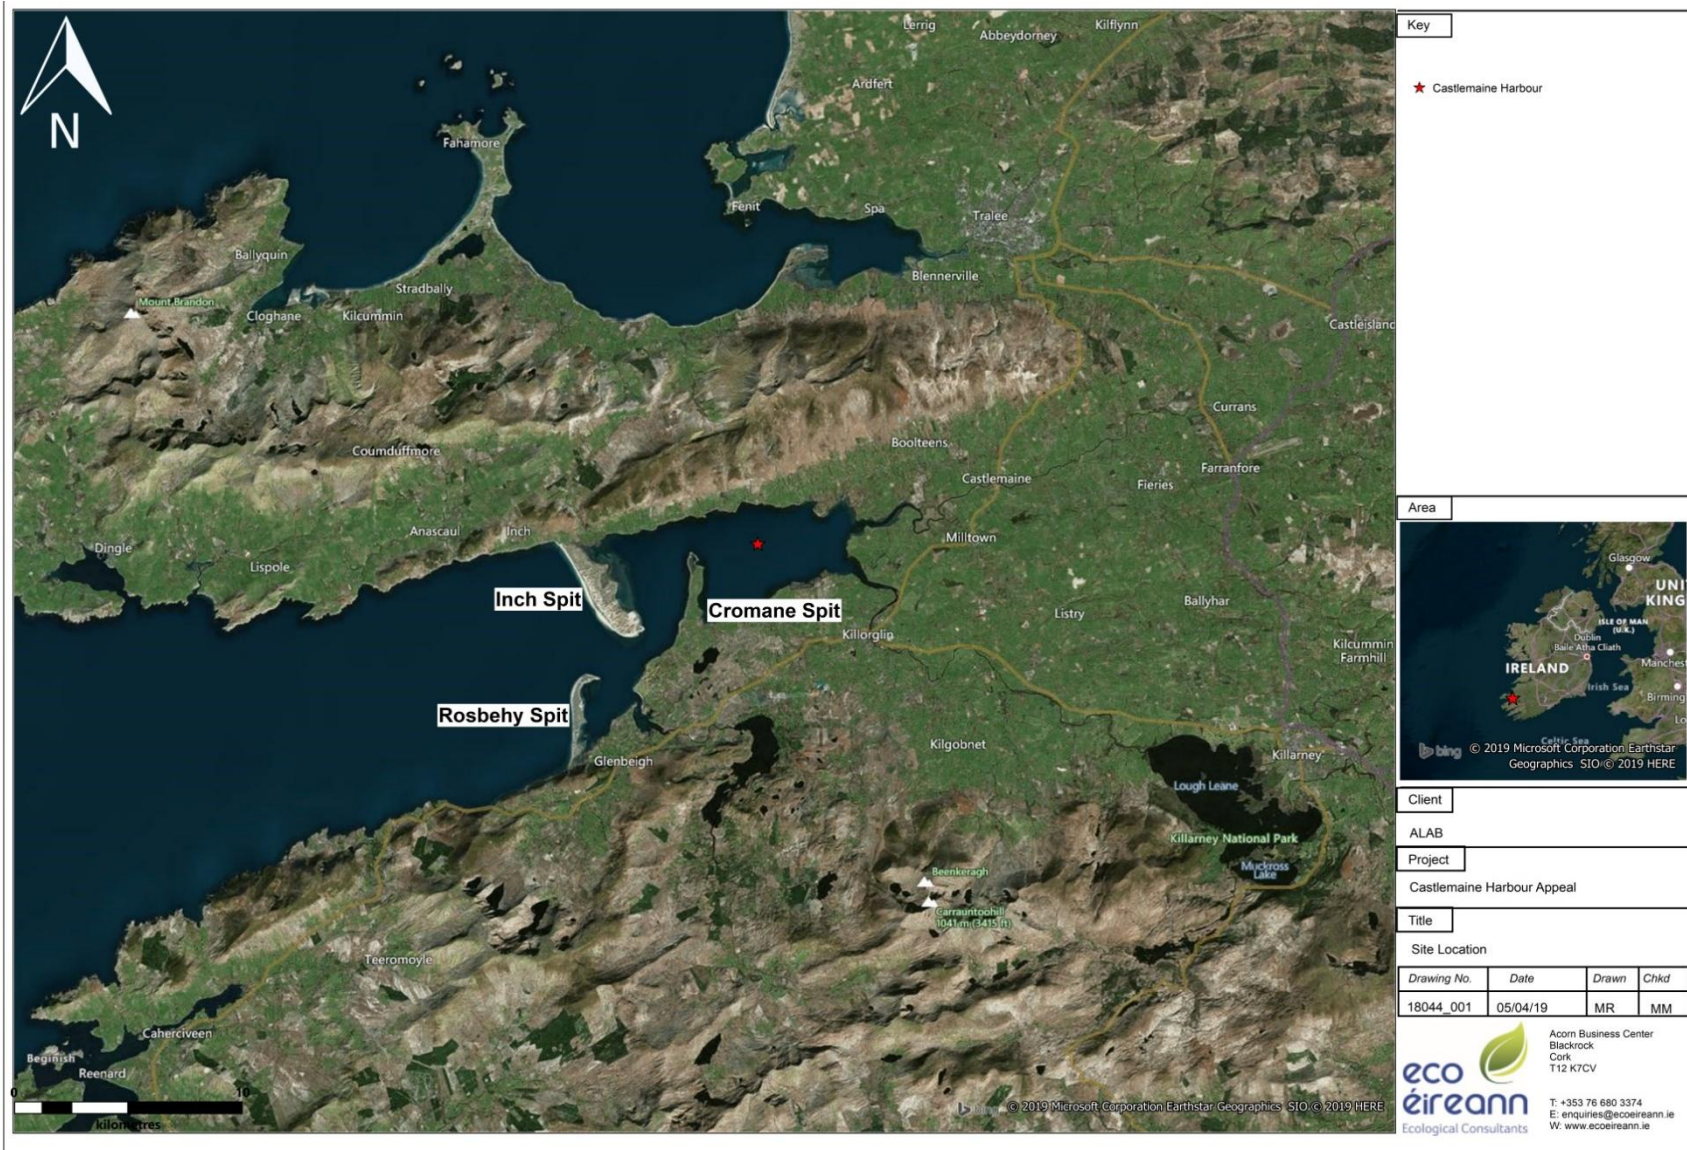 N
Lerrig
Kilflynn
Abbeydorney
Ardfert
Fahamore
Fenit
Spa
Tralee
Ballyquin
Blennerville
Stradbally
Mount Brandon
Cloghane
Kilcummin
Castleisland
Currans
Boolteens
Coumduffmore
Castlemaine
Farranfore
Fieries
Anascaul
Inch
Milltown
Dingle
Lispole
Inch Spit
Cromane Spit
Ballyhar
Listry
Killorglin
Kilcummin
Farmhill
Rosbehy Spit
Kilgobnet
Glenbeigh
Killarney
Lough Leane
Killarney National Park
Muckross
Lake
Beenkeragh
Carrauntoohill
1041 m (3415 ft)
Teeromoyle
Caherciveen
Beginish
Reenard
0 10
kilometres
bing © 2019 Microsoft Corporation Earthstar Geographics SIO © 2019 HERE
Key
Castlemaine Harbour
Area
Glasgow
UNI
KING
ISLE OF MAN
(U.K.)
Dublin
Baile Atha Cliath
Manchest
IRELAND
Irish Sea
Birming
Lo
Celtic Sea
bing © 2019 Microsoft Corporation Earthstar
Geographics SIO © 2019 HERE
Client
ALAB
Project
Castlemaine Harbour Appeal
Title
Site Location
Drawing No. Date Drawn Chkd
18044_001 05/04/19 MR MM
eco
éireann
Ecological Consultants
Acorn Business Center
Blackrock
Cork
T12 K7CV
T: +353 76 680 3374
E: enquiries@ecoeireann.ie
W: www.ecoeireann.ie